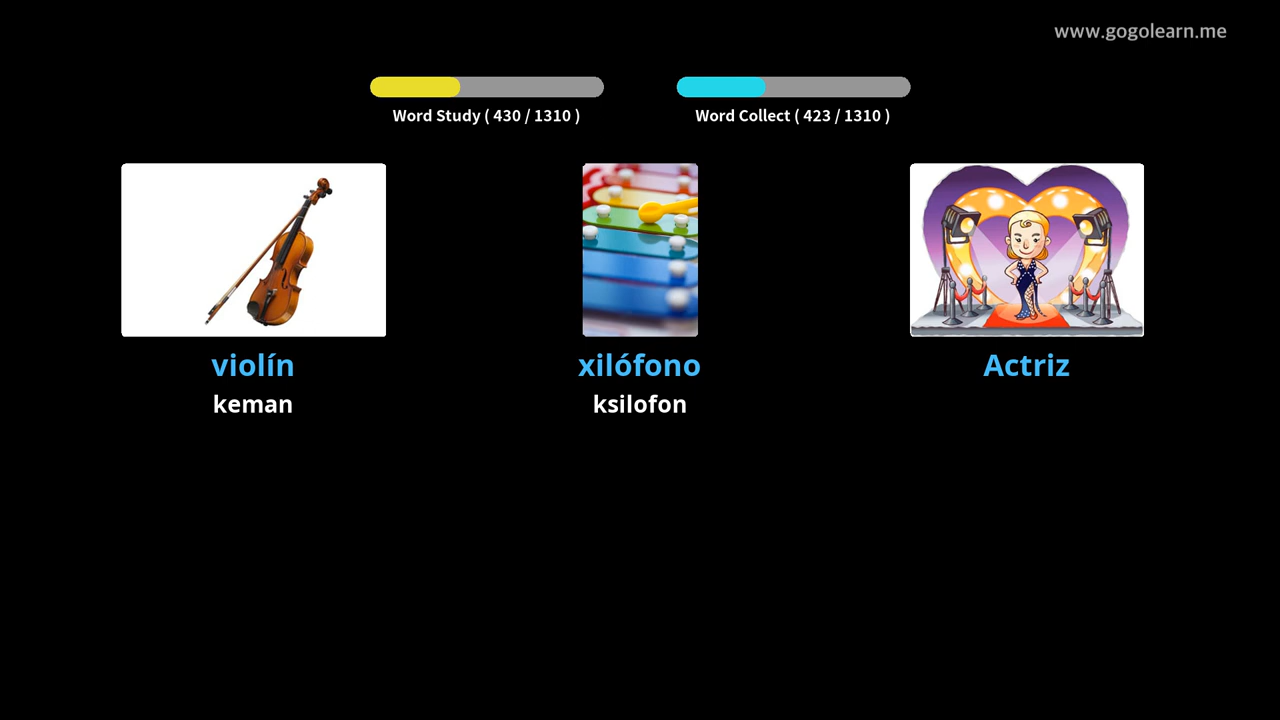 www.gogolearn.me
Word Study ( 430 / 1310 )
Word Collect ( 423 / 1310 )
violín
xilófono
Actriz
keman
ksilofon